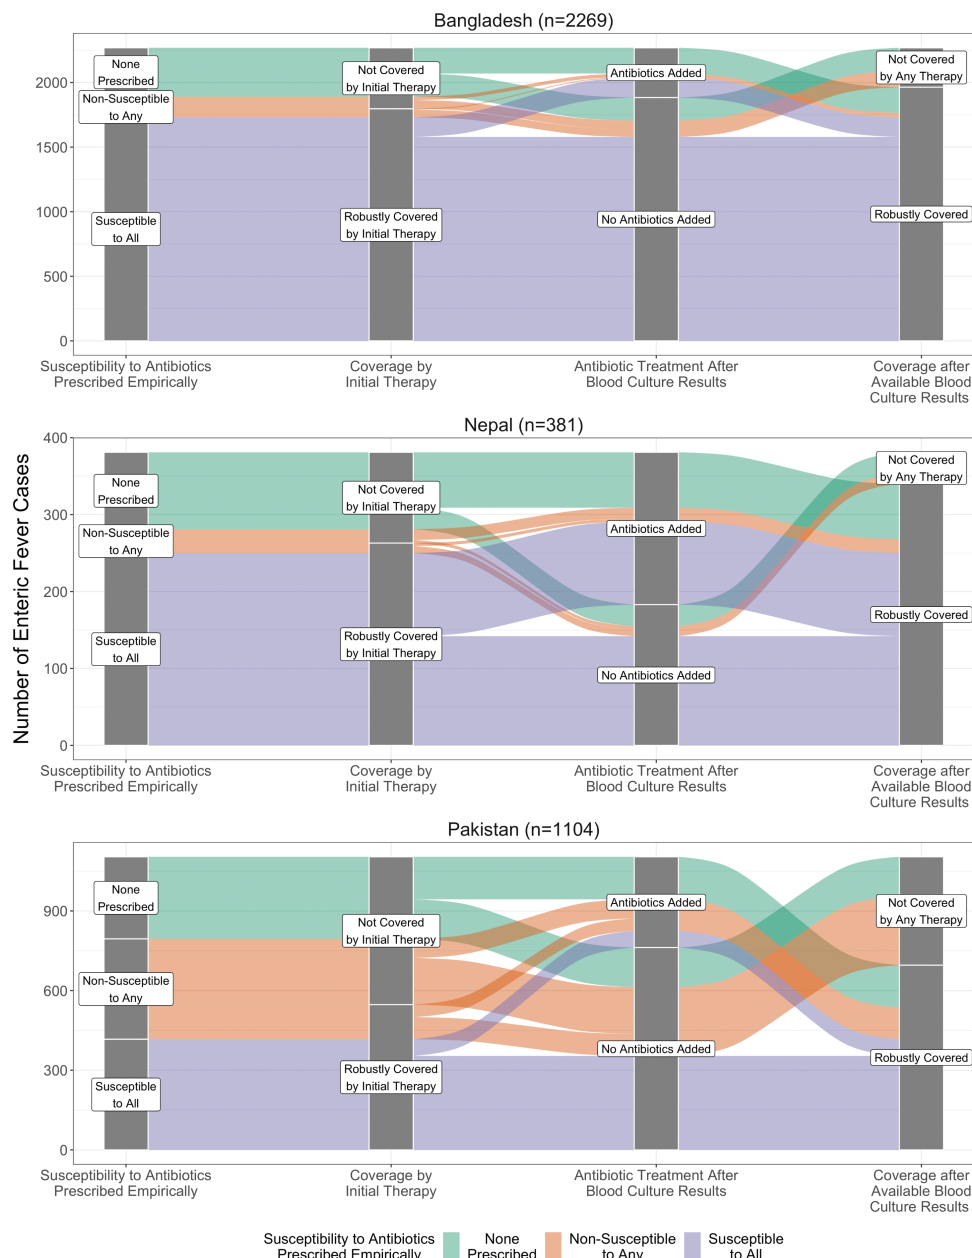 Bangladesh (n=2269)
2000
1500
1000
500
0
None
Prescribed
Non-Susceptible
to Any
Susceptible
to All
Not Covered
by Initial Therapy
Robustly Covered
by Initial Therapy
Antibiotics Added
No Antibiotics Added
Not Covered
by Any Therapy
Robustly Covered
Susceptibility to Antibiotics
Prescribed Empirically
Coverage by
Initial Therapy
Antibiotic Treatment After
Blood Culture Results
Coverage after
Available Blood
Culture Results
Number of Enteric Fever Cases
Nepal (n=381)
400
300
200
100
0
None
Prescribed
Non-Susceptible
to Any
Susceptible
to All
Not Covered
by Initial Therapy
Robustly Covered
by Initial Therapy
Antibiotics Added
No Antibiotics Added
Not Covered
by Any Therapy
Robustly Covered
Susceptibility to Antibiotics
Prescribed Empirically
Coverage by
Initial Therapy
Antibiotic Treatment After
Blood Culture Results
Coverage after
Available Blood
Culture Results
Pakistan (n=1104)
900
600
300
0
None
Prescribed
Non-Susceptible
to Any
Susceptible
to All
Not Covered
by Initial Therapy
Robustly Covered
by Initial Therapy
Antibiotics Added
No Antibiotics Added
Not Covered
by Any Therapy
Robustly Covered
Susceptibility to Antibiotics
Prescribed Empirically
Coverage by
Initial Therapy
Antibiotic Treatment After
Blood Culture Results
Coverage after
Available Blood
Culture Results
Susceptibility to Antibiotics
Prescribed Empirically
None
Prescribed
Non-Susceptible
to Any
Susceptible
to All